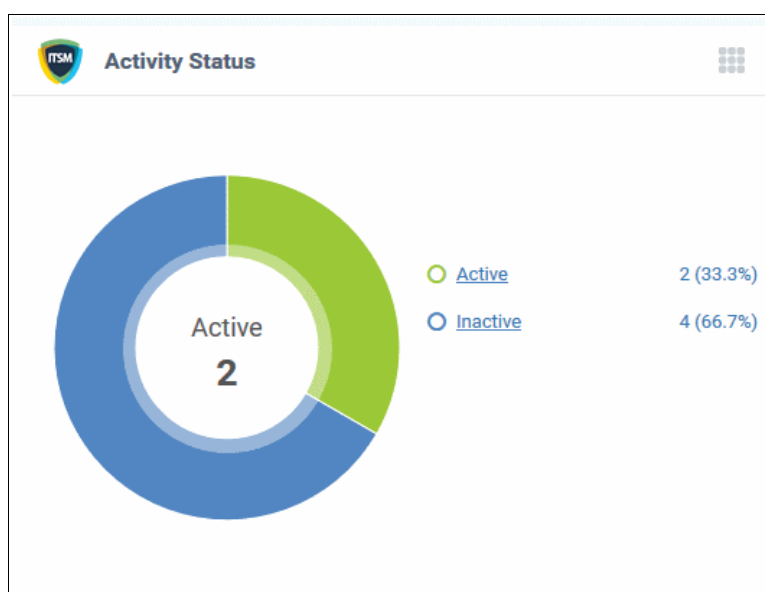 ITSM
Activity Status
Active
2
Active 2 (33.3%)
Inactive 4 (66.7%)